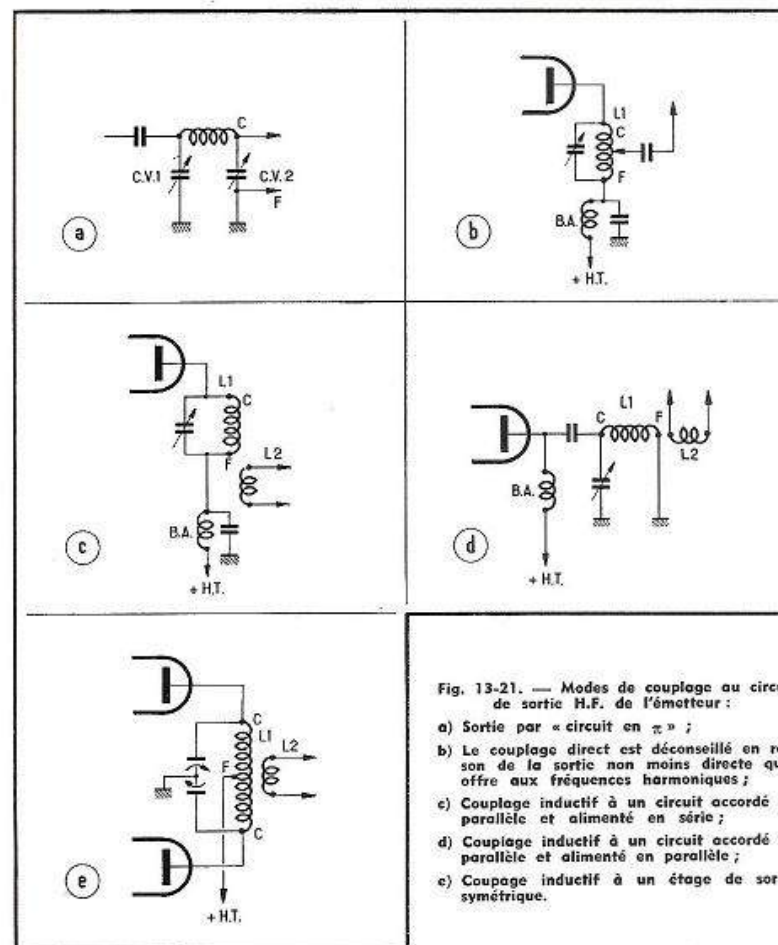 C
C.V.1
C.V.2
F
a
L1
C
F
B.A.
+ H.T.
b
L1
C
F
L2
B.A.
+ H.T.
c
L1
C
F
L2
B.A.
+ H.T.
d
C
L1
L2
F
C
+ H.T.
e
Fig. 13-21. — Modes de couplage au
de sortie H.F. de l'émetteur :
a) Sortie par « circuit en π » ;
b) Le couplage direct est déconseillé en
son de la sortie non moins directe
offre aux fréquences harmoniques ;
c) Couplage inductif à un circuit accordé
parallèle et alimenté en série ;
d) Couplage inductif à un circuit accordé
parallèle et alimenté en parallèle ;
e) Coupage inductif à un étage de
symétrique.